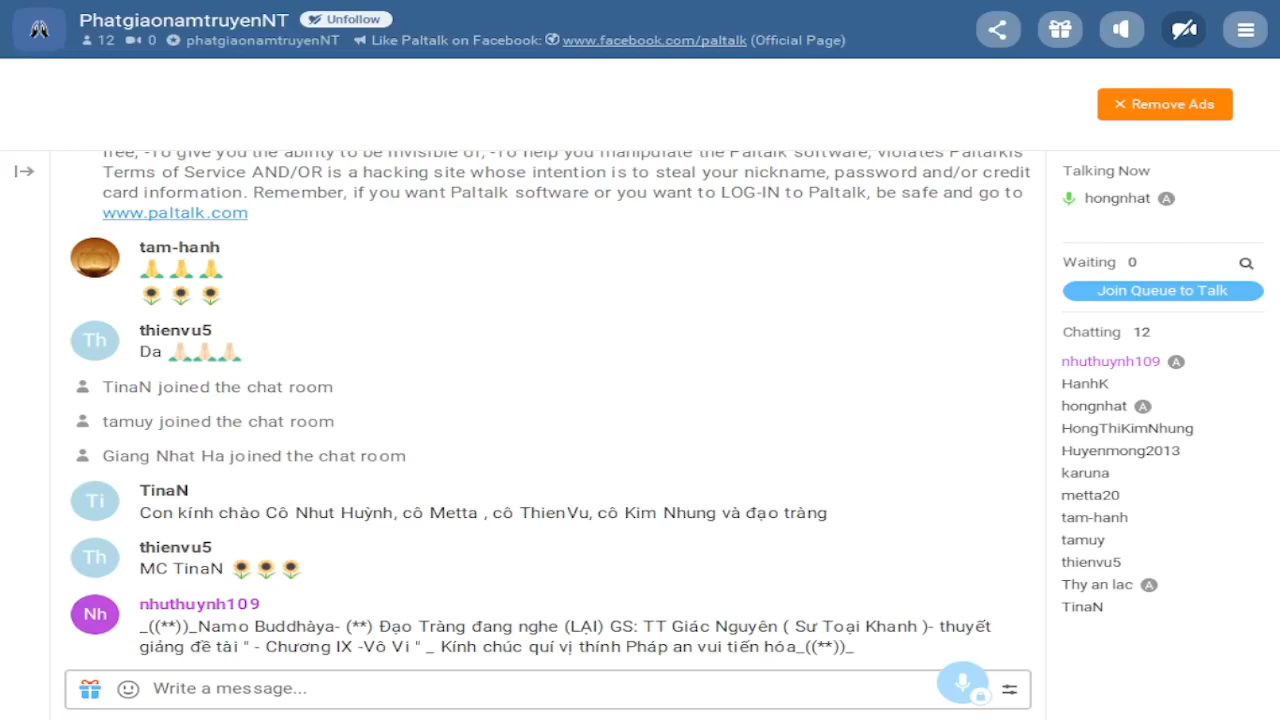 PhatgiaonamtruyenNT Unfollow
12 0 phatgiaonamtruyenNT Like Paltalk on Facebook: www.facebook.com/paltalk (Official Page)
Remove Ads
free, -To give you the ability to be invisible or, -To help you manipulate the Paltalk software, violates Paltalk's
Terms of Service AND/OR is a hacking site whose intention is to steal your nickname, password and/or credit
card information. Remember, if you want Paltalk software or you want to LOG-IN to Paltalk, be safe and go to
www.paltalk.com
tam-hanh
Th
thienvu5
Da
TinaN joined the chat room
tamuy joined the chat room
Giang Nhat Ha joined the chat room
Ti
TinaN
Con kính chào Cô Nhut Huỳnh, cô Metta , cô ThienVu, cô Kim Nhung và đạo tràng
Th
thienvu5
MC TinaN
Nh
nhuthuynh109
_((**))_Namo Buddhàya- (**) Đạo Tràng đang nghe (LẠI) GS: TT Giác Nguyên ( Sư Toại Khanh )- thuyết
giảng đề tài " - Chương IX -Vô Vi " _ Kính chúc quí vị thính Pháp an vui tiến hóa_((**))_
Write a message...
Talking Now
hongnhat A
Waiting 0
Join Queue to Talk
Chatting 12
nhuthuynh109 A
HanhK
hongnhat A
HongThiKimNhung
Huyenmong2013
karuna
metta20
tam-hanh
tamuy
thienvu5
Thy an lac A
TinaN